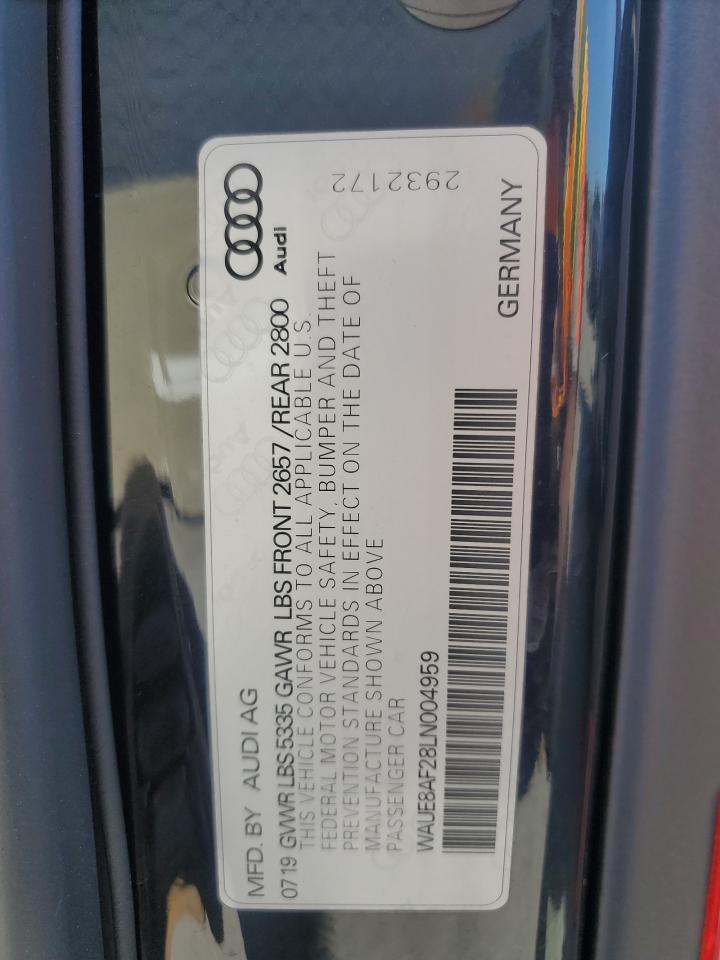 MFD. BY AUDI AG
Audi
0719 GVWR LBS 5335 GAWR LBS FRONT 2657 / REAR 2800
THIS VEHICLE CONFORMS TO ALL APPLICABLE U.S.
FEDERAL MOTOR VEHICLE SAFETY, BUMPER AND THEFT
PREVENTION STANDARDS IN EFFECT ON THE DATE OF
MANUFACTURE SHOWN ABOVE
PASSENGER CAR
2932172
WAUE8AF28LN004959
GERMANY